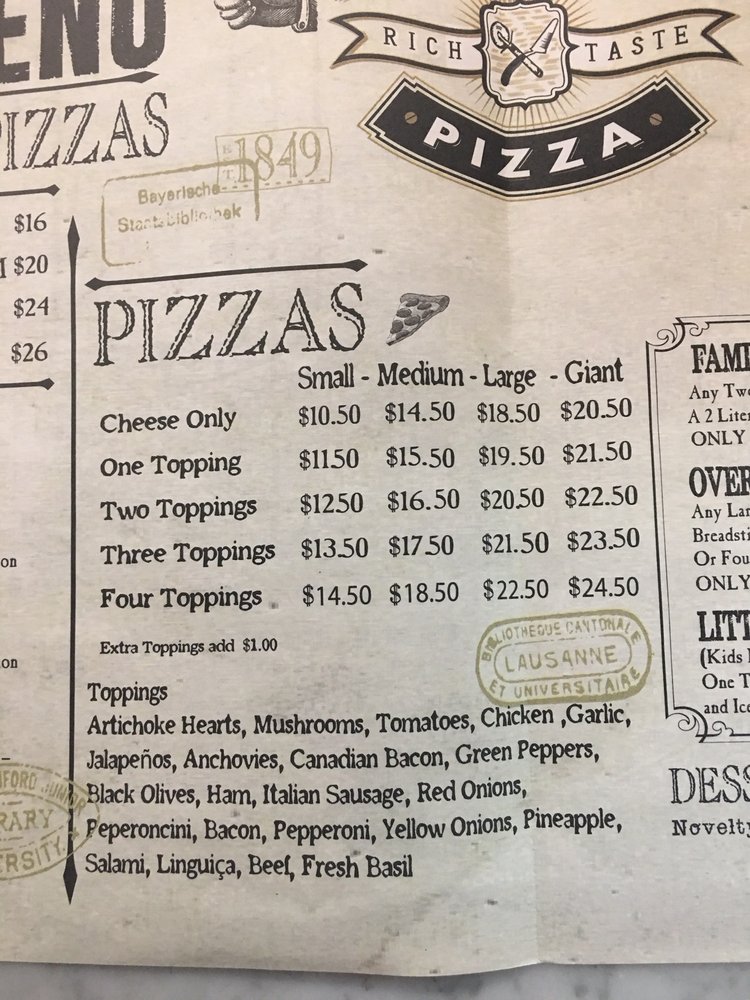 ENU
RICH TASTE
PIZZA
PIZZAS
1849
Bayerische
Staatsbibliothek
$16
$20
$24
$26
PIZZAS
Small - Medium - Large - Giant
Cheese Only $10.50 $14.50 $18.50 $20.50
One Topping $11.50 $15.50 $19.50 $21.50
Two Toppings $12.50 $16.50 $20.50 $22.50
Three Toppings $13.50 $17.50 $21.50 $23.50
Four Toppings $14.50 $18.50 $22.50 $24.50
Extra Toppings add $1.00
BIBLIOTHEQUE CANTONALE
LAUSANNE
ET UNIVERSITAIRE
Toppings
Artichoke Hearts, Mushrooms, Tomatoes, Chicken ,Garlic,
Jalapeños, Anchovies, Canadian Bacon, Green Peppers,
Black Olives, Ham, Italian Sausage, Red Onions,
Peperoncini, Bacon, Pepperoni, Yellow Onions, Pineapple,
Salami, Linguiça, Beef, Fresh Basil
on
on
FAMI
Any Two
A 2 Liter
ONLY
OVER
Any Lar
Breadsti
Or Fou
ONLY
LITT
(Kids
One T
and Ice
DESS
Novelty